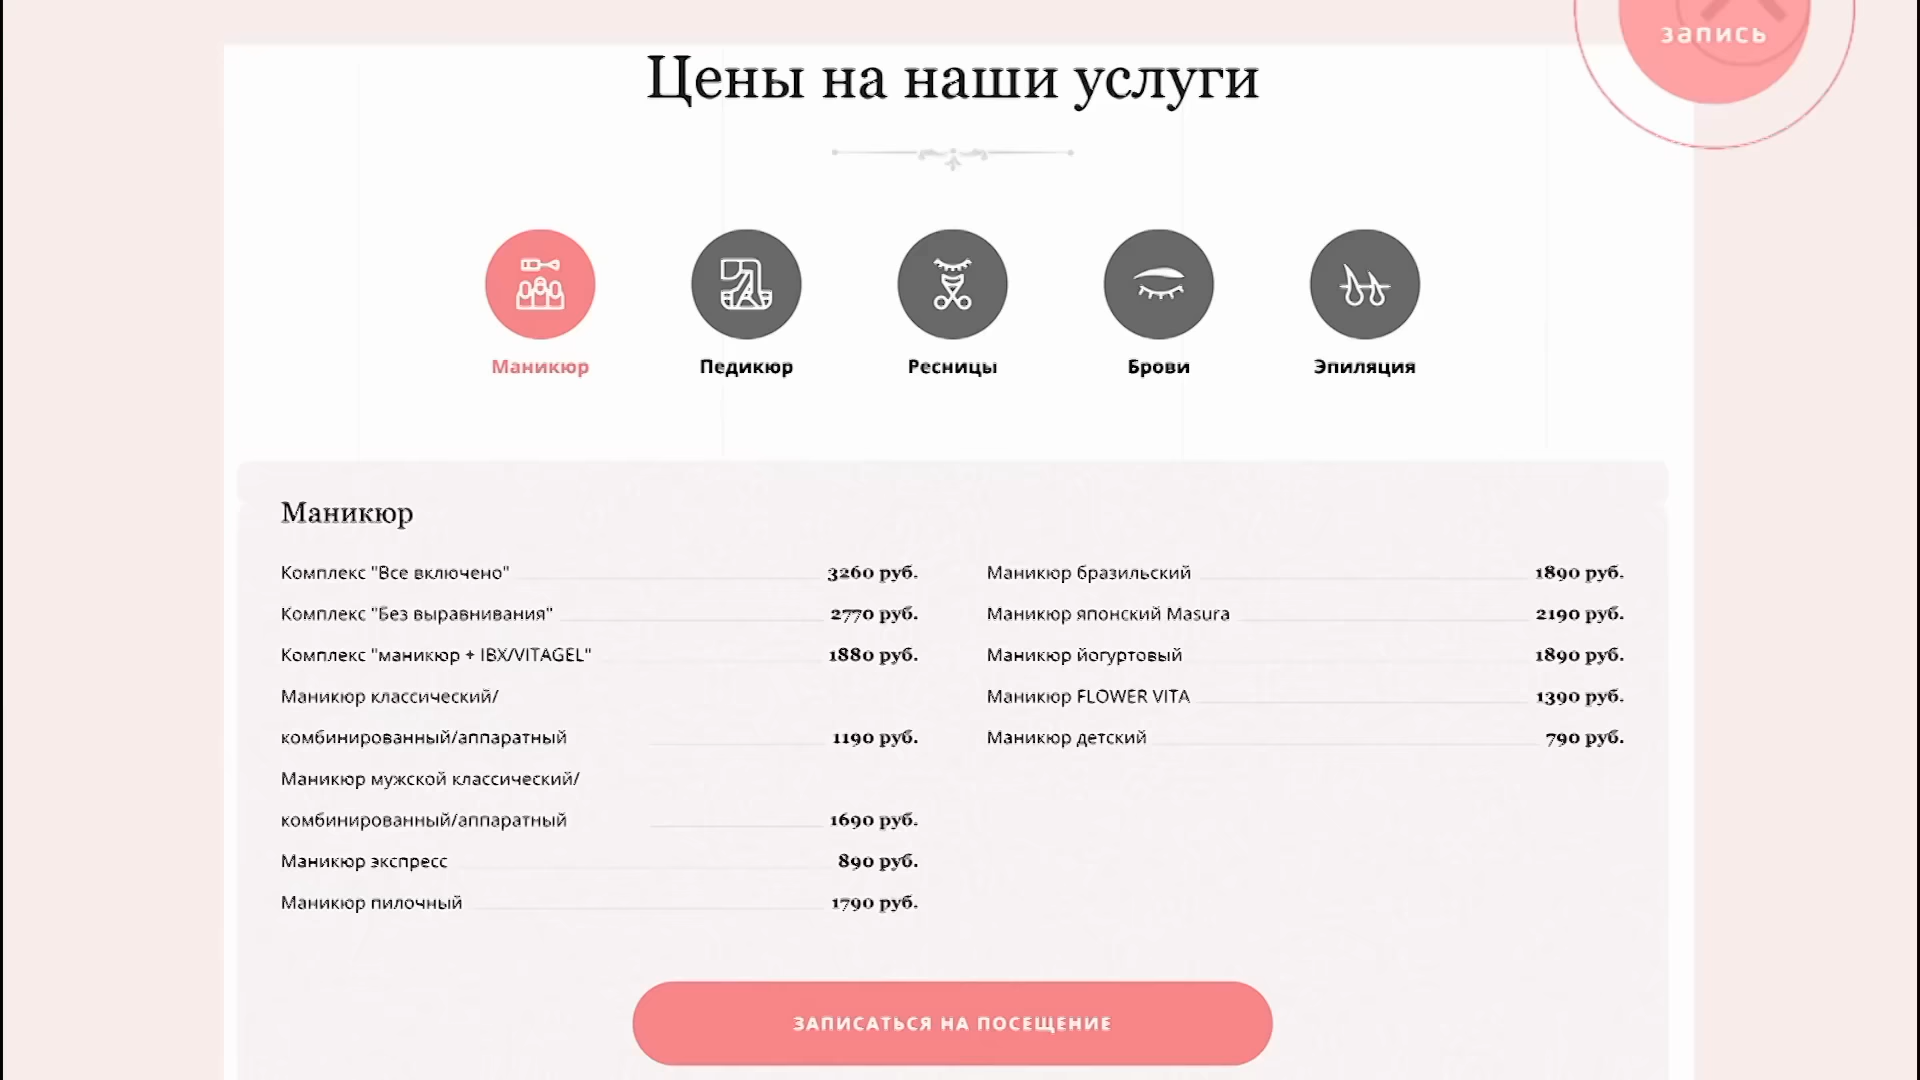 запись
Цены на наши услуги
Маникюр
Педикюр
Ресницы
Брови
Эпиляция
Маникюр
Комплекс "Все включено" 3260 руб.
Комплекс "Без выравнивания" 2770 руб.
Комплекс "маникюр + IBX/VITAGEL" 1880 руб.
Маникюр классический/
комбинированный/аппаратный 1190 руб.
Маникюр мужской классический/
комбинированный/аппаратный 1690 руб.
Маникюр экспресс 890 руб.
Маникюр пилочный 1790 руб.
Маникюр бразильский 1890 руб.
Маникюр японский Masura 2190 руб.
Маникюр йогуртовый 1890 руб.
Маникюр FLOWER VITA 1390 руб.
Маникюр детский 790 руб.
ЗАПИСАТЬСЯ НА ПОСЕЩЕНИЕ